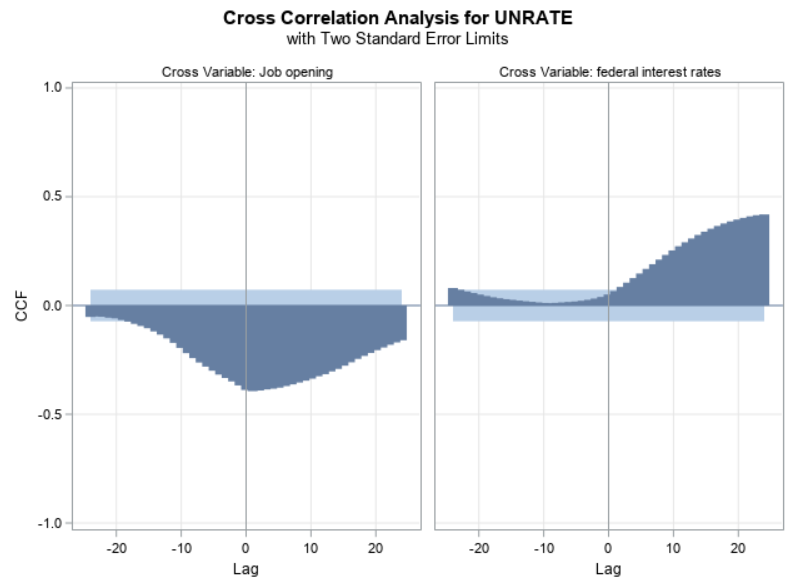 Cross Correlation Analysis for UNRATE
with Two Standard Error Limits
Cross Variable: Job opening
Cross Variable: federal interest rates
1.0
0.5
0.0
-0.5
-1.0
CCF
-20 -10 0 10 20
-20 -10 0 10 20
Lag
Lag